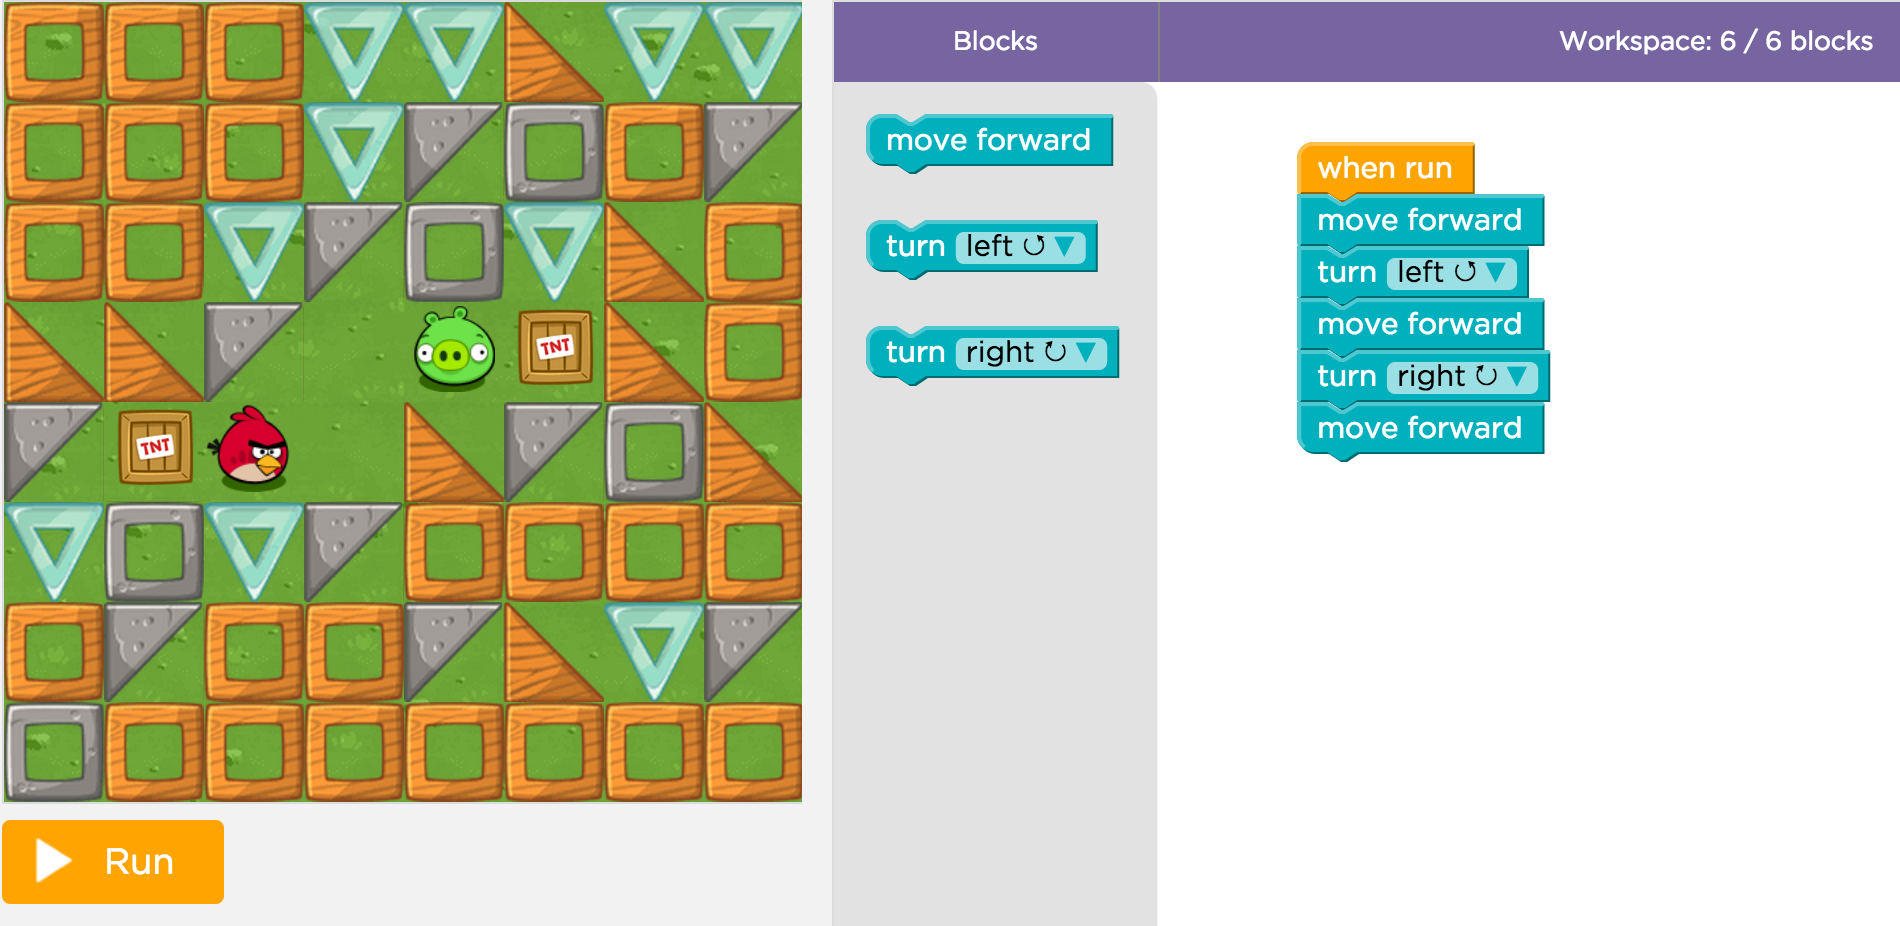 Blocks
Workspace: 6 / 6 blocks
move forward
turn left
turn right
when run
move forward
turn left
move forward
turn right
move forward
TNT
TNT
Run